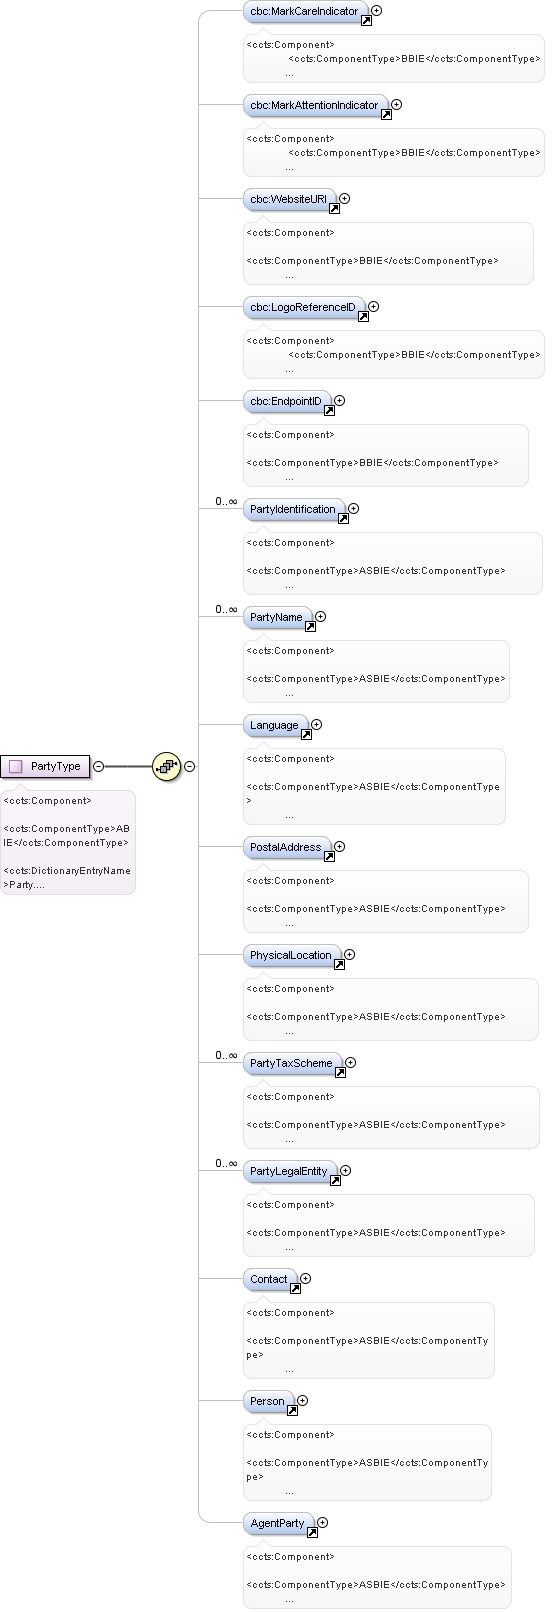 cbc:MarkCareIndicator
<ccts:Component>
<ccts:ComponentType>BBIE</ccts:ComponentType>
...
cbc:MarkAttentionIndicator
<ccts:Component>
<ccts:ComponentType>BBIE</ccts:ComponentType>
...
cbc:WebsiteURI
<ccts:Component>
<ccts:ComponentType>BBIE</ccts:ComponentType>
...
cbc:LogoReferenceID
<ccts:Component>
<ccts:ComponentType>BBIE</ccts:ComponentType>
...
cbc:EndpointID
<ccts:Component>
<ccts:ComponentType>BBIE</ccts:ComponentType>
...
0..∞
PartyIdentification
<ccts:Component>
<ccts:ComponentType>ASBIE</ccts:ComponentType>
...
0..∞
PartyName
<ccts:Component>
<ccts:ComponentType>ASBIE</ccts:ComponentType>
...
Language
<ccts:Component>
<ccts:ComponentType>ASBIE</ccts:ComponentType
>
...
PartyType
<ccts:Component>
<ccts:ComponentType>AB
IE</ccts:ComponentType>
<ccts:DictionaryEntryName
>Party....
PostalAddress
<ccts:Component>
<ccts:ComponentType>ASBIE</ccts:ComponentType>
...
PhysicalLocation
<ccts:Component>
<ccts:ComponentType>ASBIE</ccts:ComponentType>
...
0..∞
PartyTaxScheme
<ccts:Component>
<ccts:ComponentType>ASBIE</ccts:ComponentType>
...
0..∞
PartyLegalEntity
<ccts:Component>
<ccts:ComponentType>ASBIE</ccts:ComponentType>
...
Contact
<ccts:Component>
<ccts:ComponentType>ASBIE</ccts:ComponentTy
pe>
...
Person
<ccts:Component>
<ccts:ComponentType>ASBIE</ccts:ComponentTy
pe>
...
AgentParty
<ccts:Component>
<ccts:ComponentType>ASBIE</ccts:ComponentType>
...